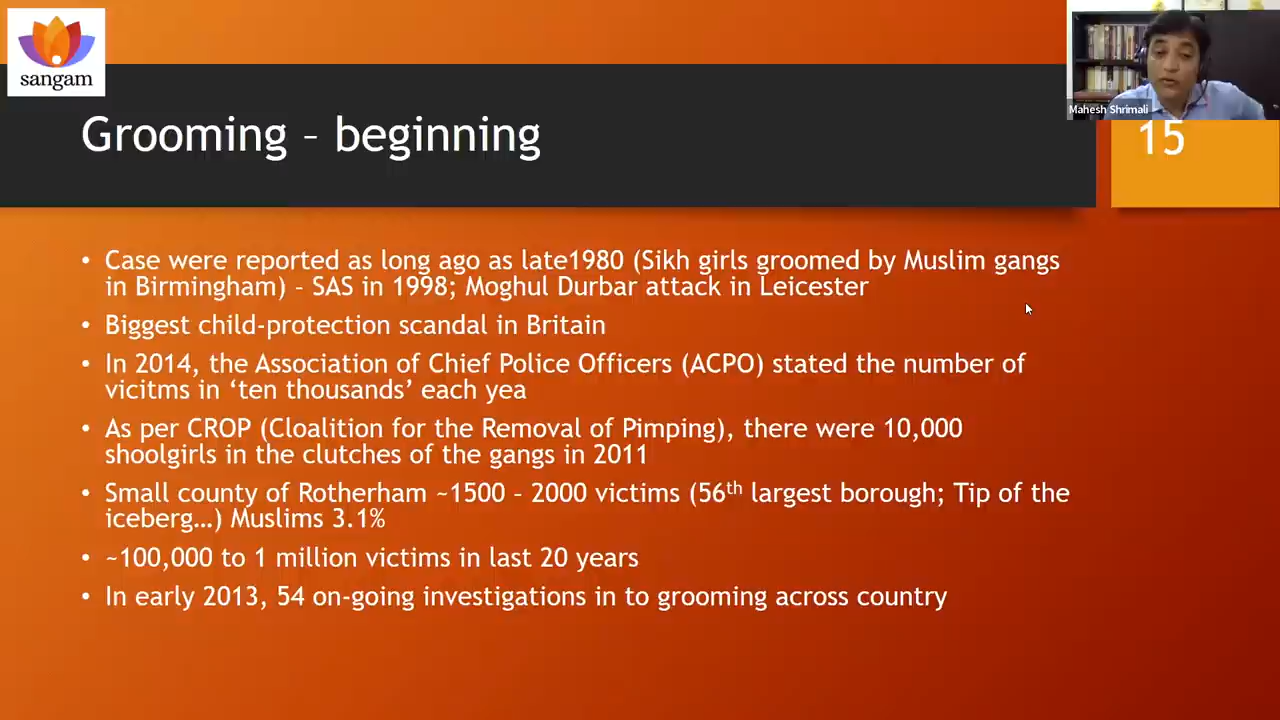 sangam
Mahesh Shrimali
Grooming – beginning
15
• Case were reported as long ago as late1980 (Sikh girls groomed by Muslim gangs
in Birmingham) – SAS in 1998; Moghul Durbar attack in Leicester
• Biggest child-protection scandal in Britain
• In 2014, the Association of Chief Police Officers (ACPO) stated the number of
vicitms in ‘ten thousands’ each yea
• As per CROP (Cloalition for the Removal of Pimping), there were 10,000
shoolgirls in the clutches of the gangs in 2011
• Small county of Rotherham ~1500 – 2000 victims (56th largest borough; Tip of the
iceberg…) Muslims 3.1%
• ~100,000 to 1 million victims in last 20 years
• In early 2013, 54 on-going investigations in to grooming across country